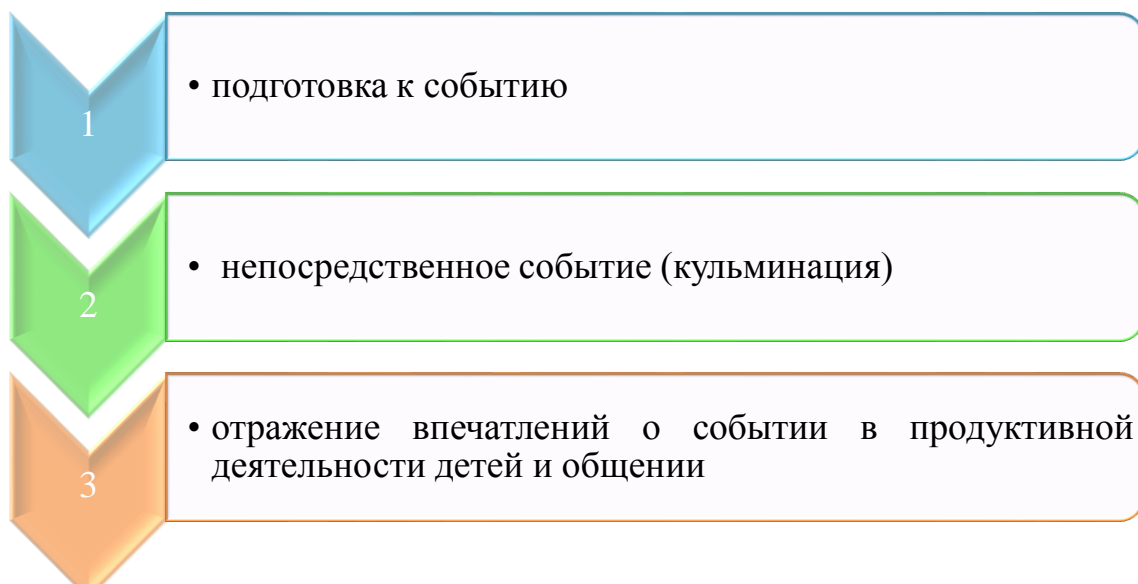 1
• подготовка к событию
2
• непосредственное событие (кульминация)
3
• отражение впечатлений о событии в продуктивной
деятельности детей и общении